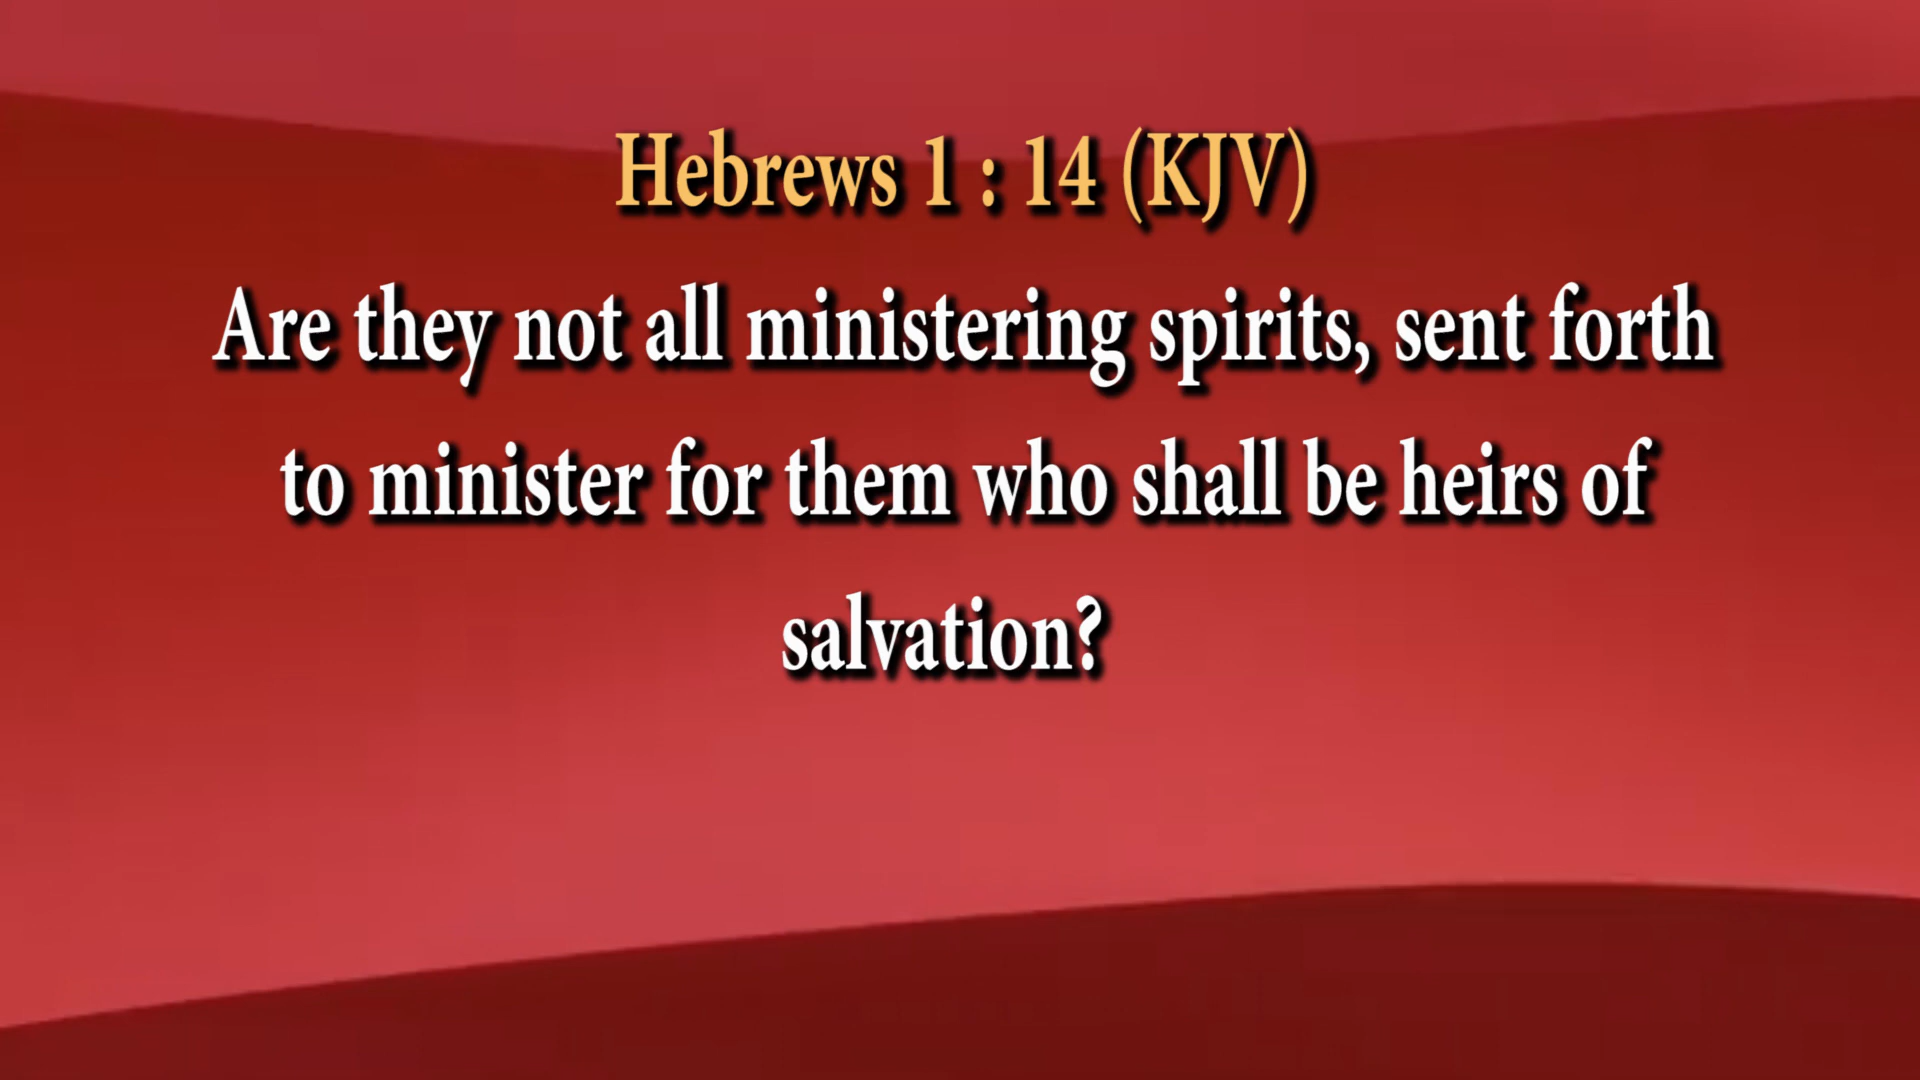 Hebrews 1 : 14 (KJV)
Are they not all ministering spirits, sent forth
to minister for them who shall be heirs of
salvation?